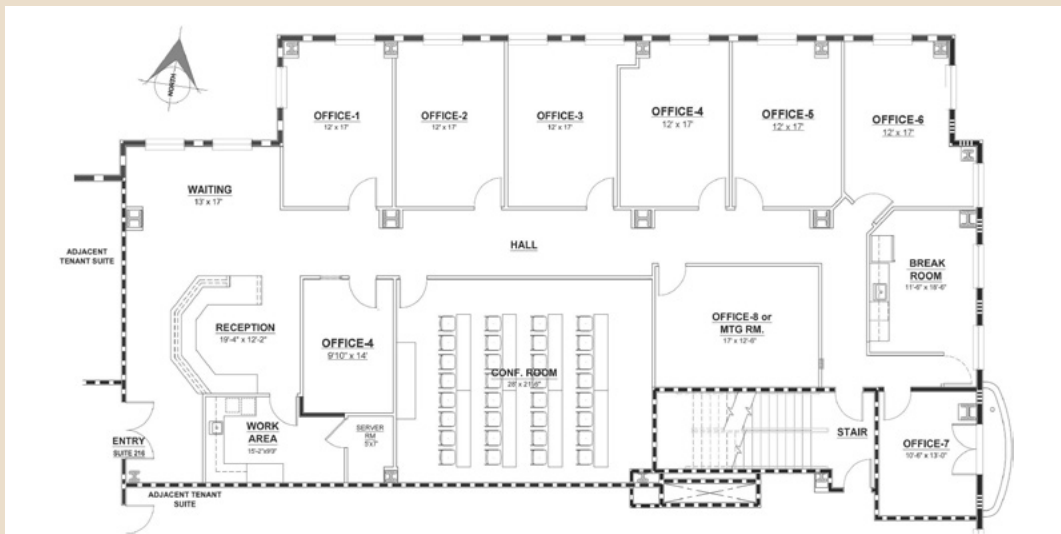 NORTH
OFFICE-1
12' x 17'
OFFICE-2
12' x 17'
OFFICE-3
12' x 17'
OFFICE-4
12' x 17'
OFFICE-5
12' x 17'
OFFICE-6
12' x 17'
WAITING
13' x 17'
ADJACENT
TENANT SUITE
HALL
BREAK
ROOM
11'-6" x 18'-6"
RECEPTION
19'-4" x 12'-2"
OFFICE-4
9'10" x 14'
CONF. ROOM
28' x 21'-6"
OFFICE-8 or
MTG RM.
17' x 12'-6"
ENTRY
SUITE 216
WORK
AREA
15'-2"x9'9"
SERVER
RM
5'x7'
STAIR
OFFICE-7
10'-6" x 13'-0"
ADJACENT TENANT
SUITE